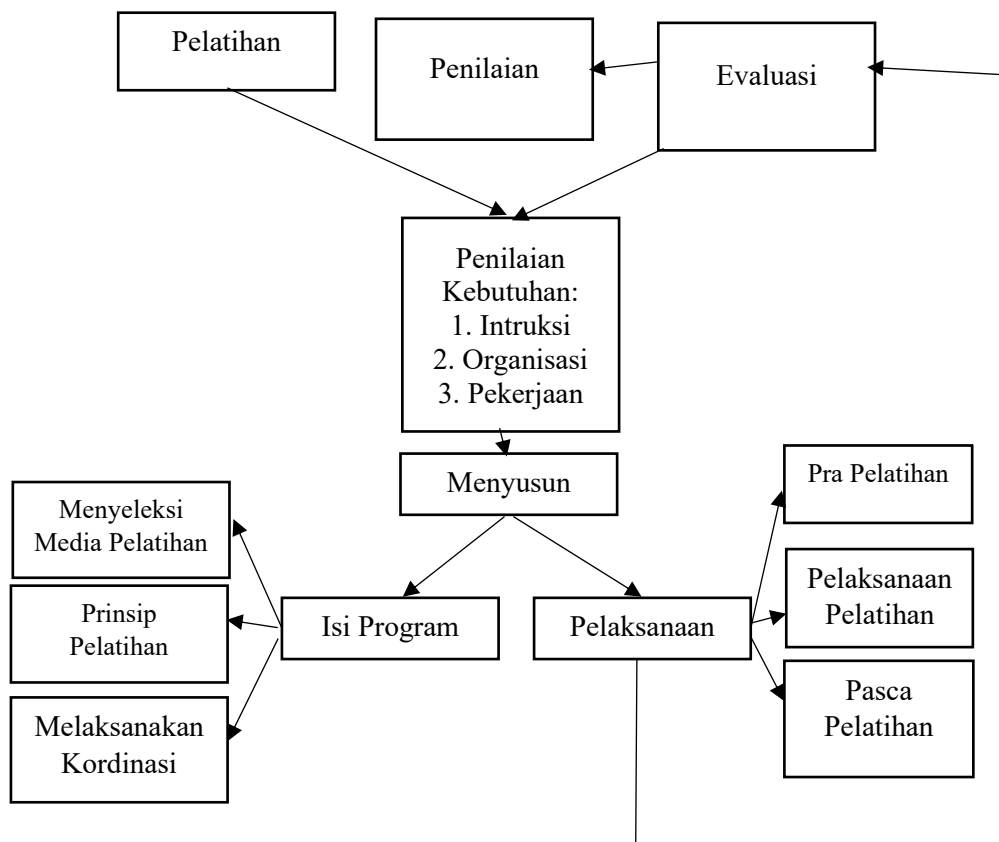 Pelatihan
Penilaian
Evaluasi
Penilaian
Kebutuhan:
1. Intruksi
2. Organisasi
3. Pekerjaan
Menyusun
Menyeleksi
Media Pelatihan
Prinsip
Pelatihan
Melaksanakan
Kordinasi
Isi Program
Pelaksanaan
Pra Pelatihan
Pelaksanaan
Pelatihan
Pasca
Pelatihan